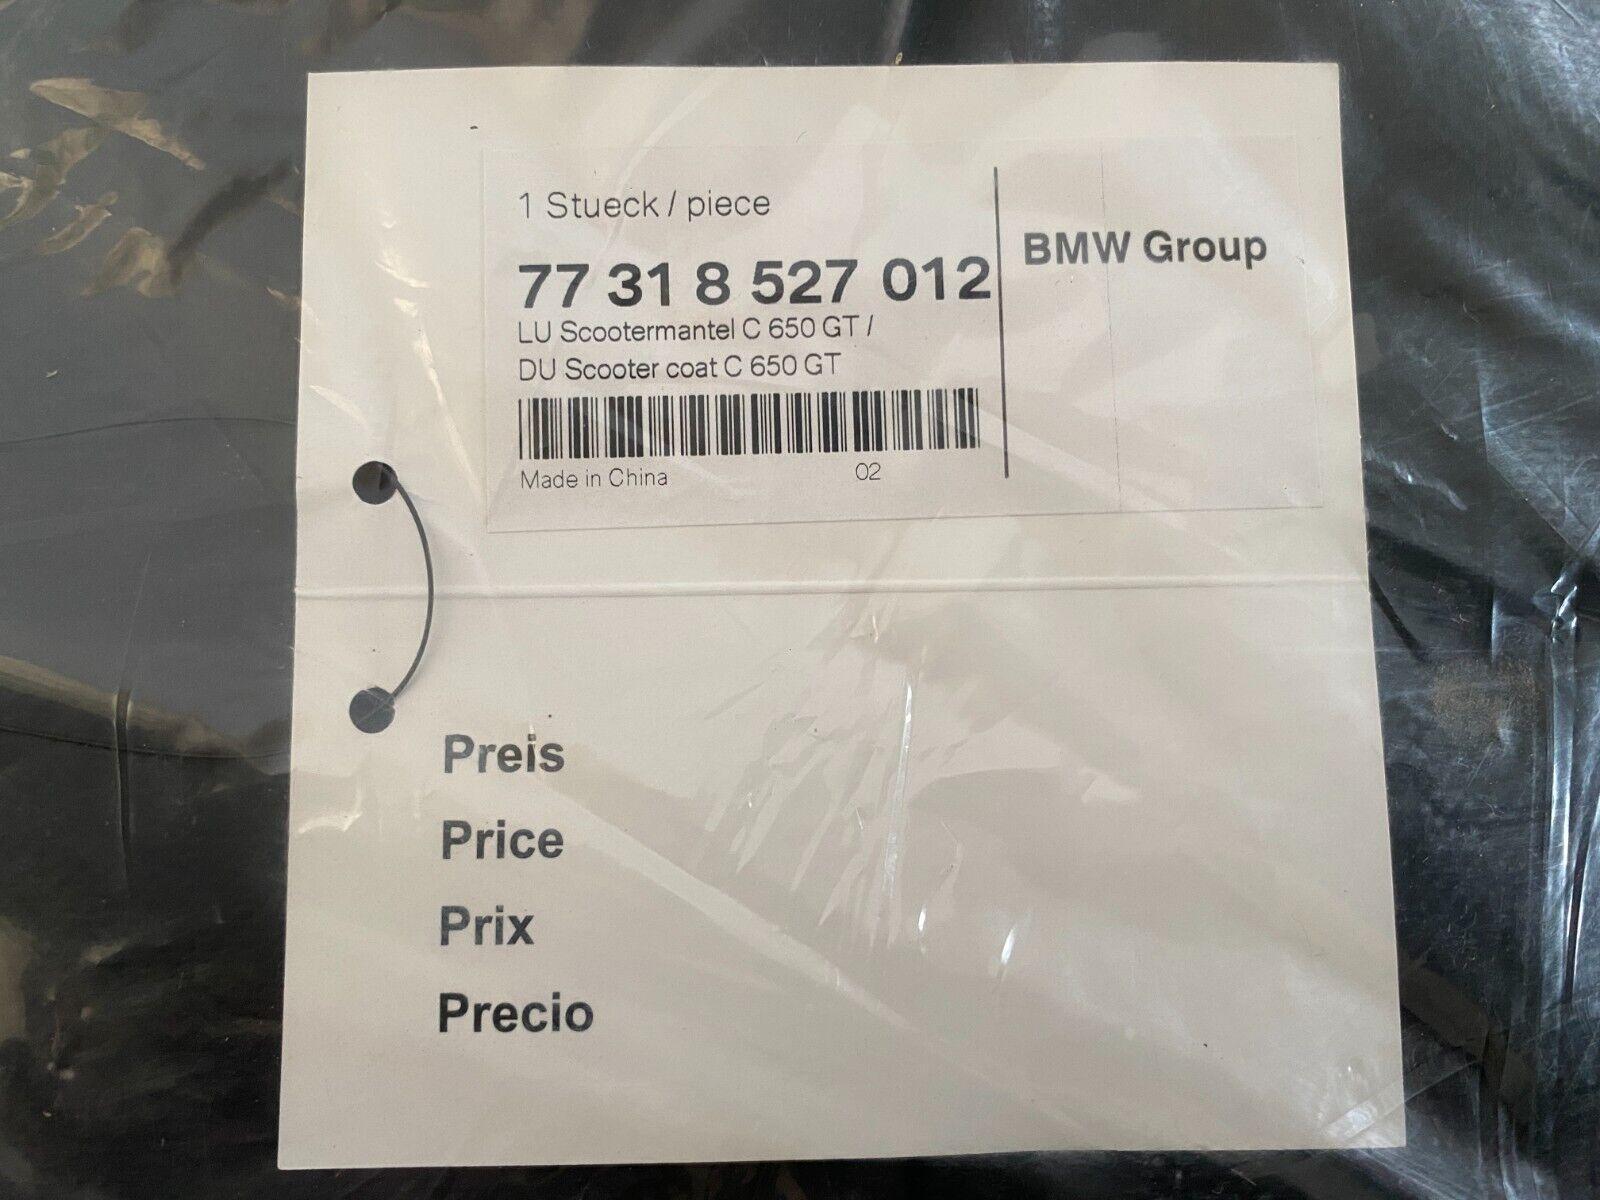 1 Stueck / piece
77 31 8 527 012
LU Scootermantel C 650 GT /
DU Scooter coat C 650 GT
Made in China 02
BMW Group
Preis
Price
Prix
Precio